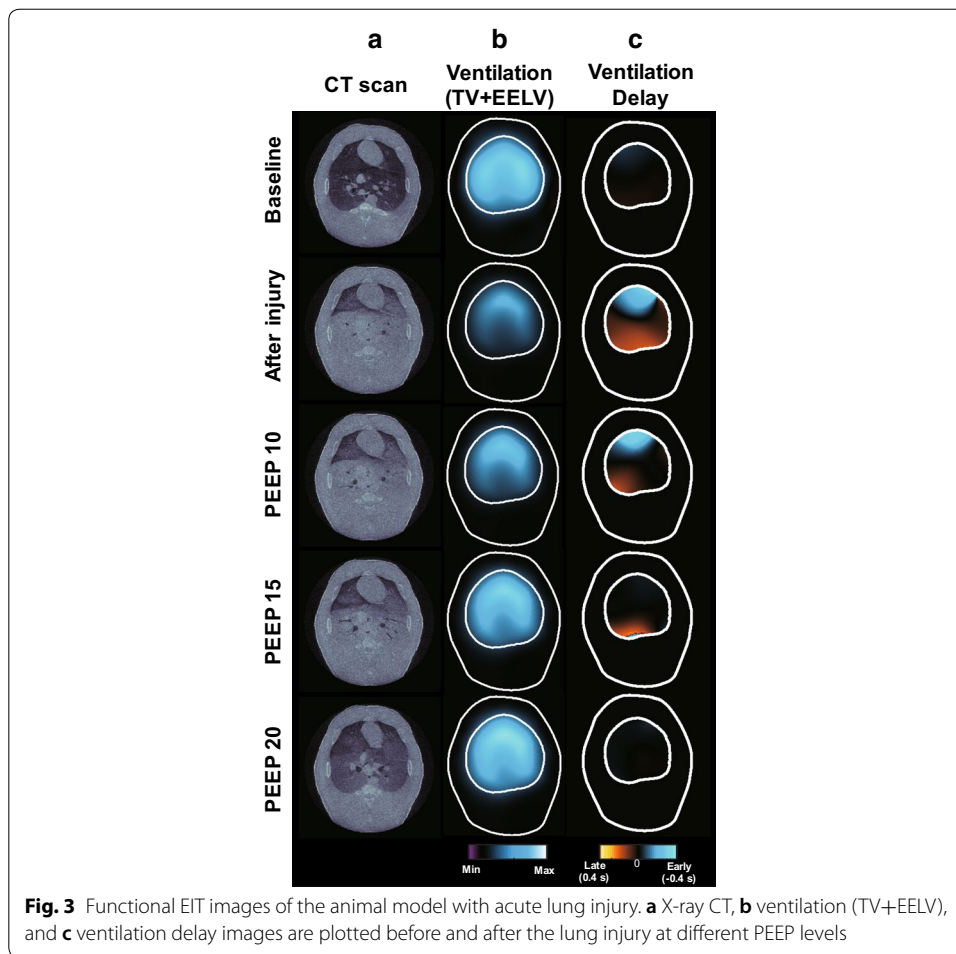 a b c
CT scan Ventilation (TV+EELV) Ventilation Delay
Baseline
After injury
PEEP 10
PEEP 15
PEEP 20
Min Max Late (0.4 s) 0 Early (-0.4 s)
Fig. 3 Functional EIT images of the animal model with acute lung injury. a X-ray CT, b ventilation (TV+EELV),
and c ventilation delay images are plotted before and after the lung injury at different PEEP levels